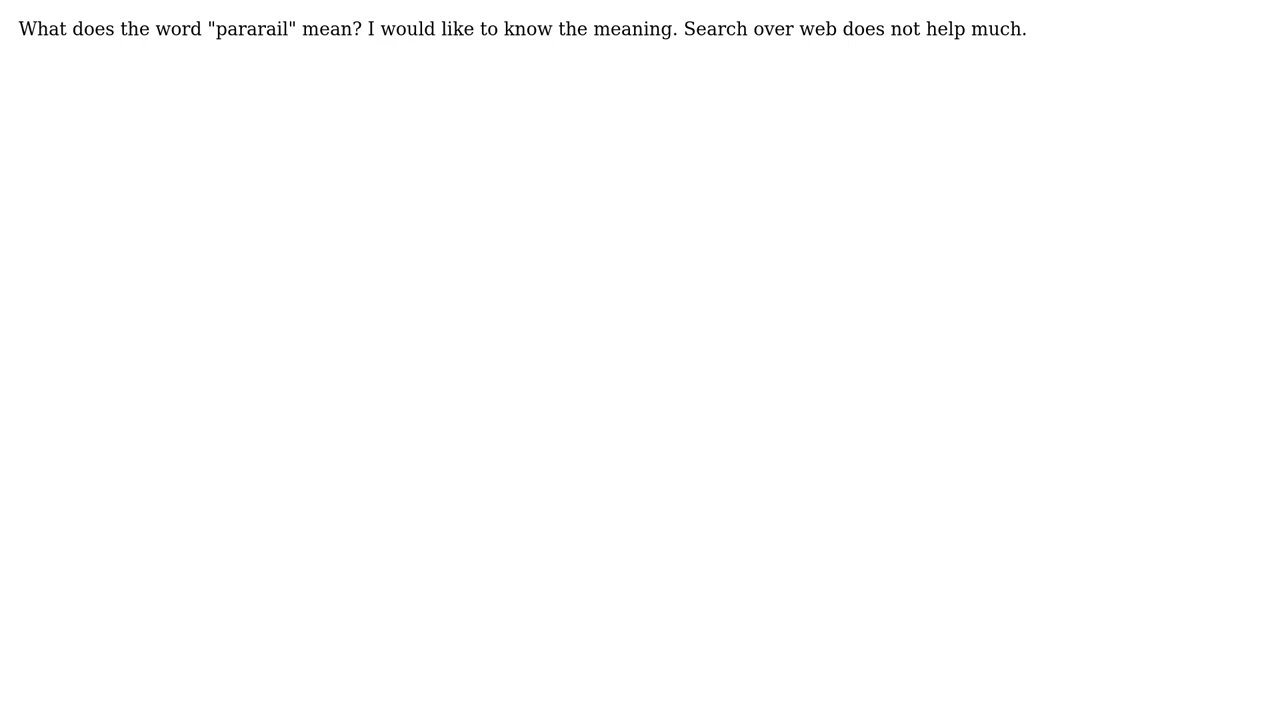 What does the word "pararail" mean? I would like to know the meaning. Search over web does not help much.